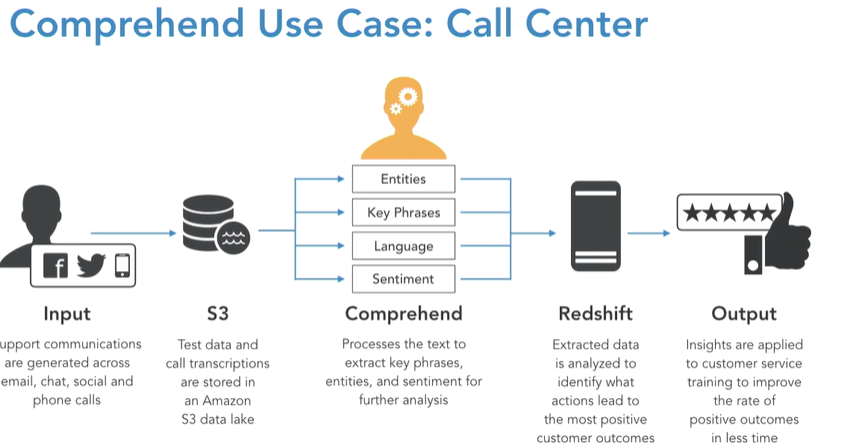 Comprehend Use Case: Call Center
Entities
Key Phrases
Language
Sentiment
f
Input
upport communications
are generated across
email, chat, social and
phone calls
S3
Test data and
call transcriptions
are stored in
an Amazon
S3 data lake
Comprehend
Processes the text to
extract key phrases,
entities, and sentiment for
further analysis
Redshift
Extracted data
is analyzed to
identify what
actions lead to
the most positive
customer outcomes
Output
Insights are applied
to customer service
training to improve
the rate of
positive outcomes
in less time